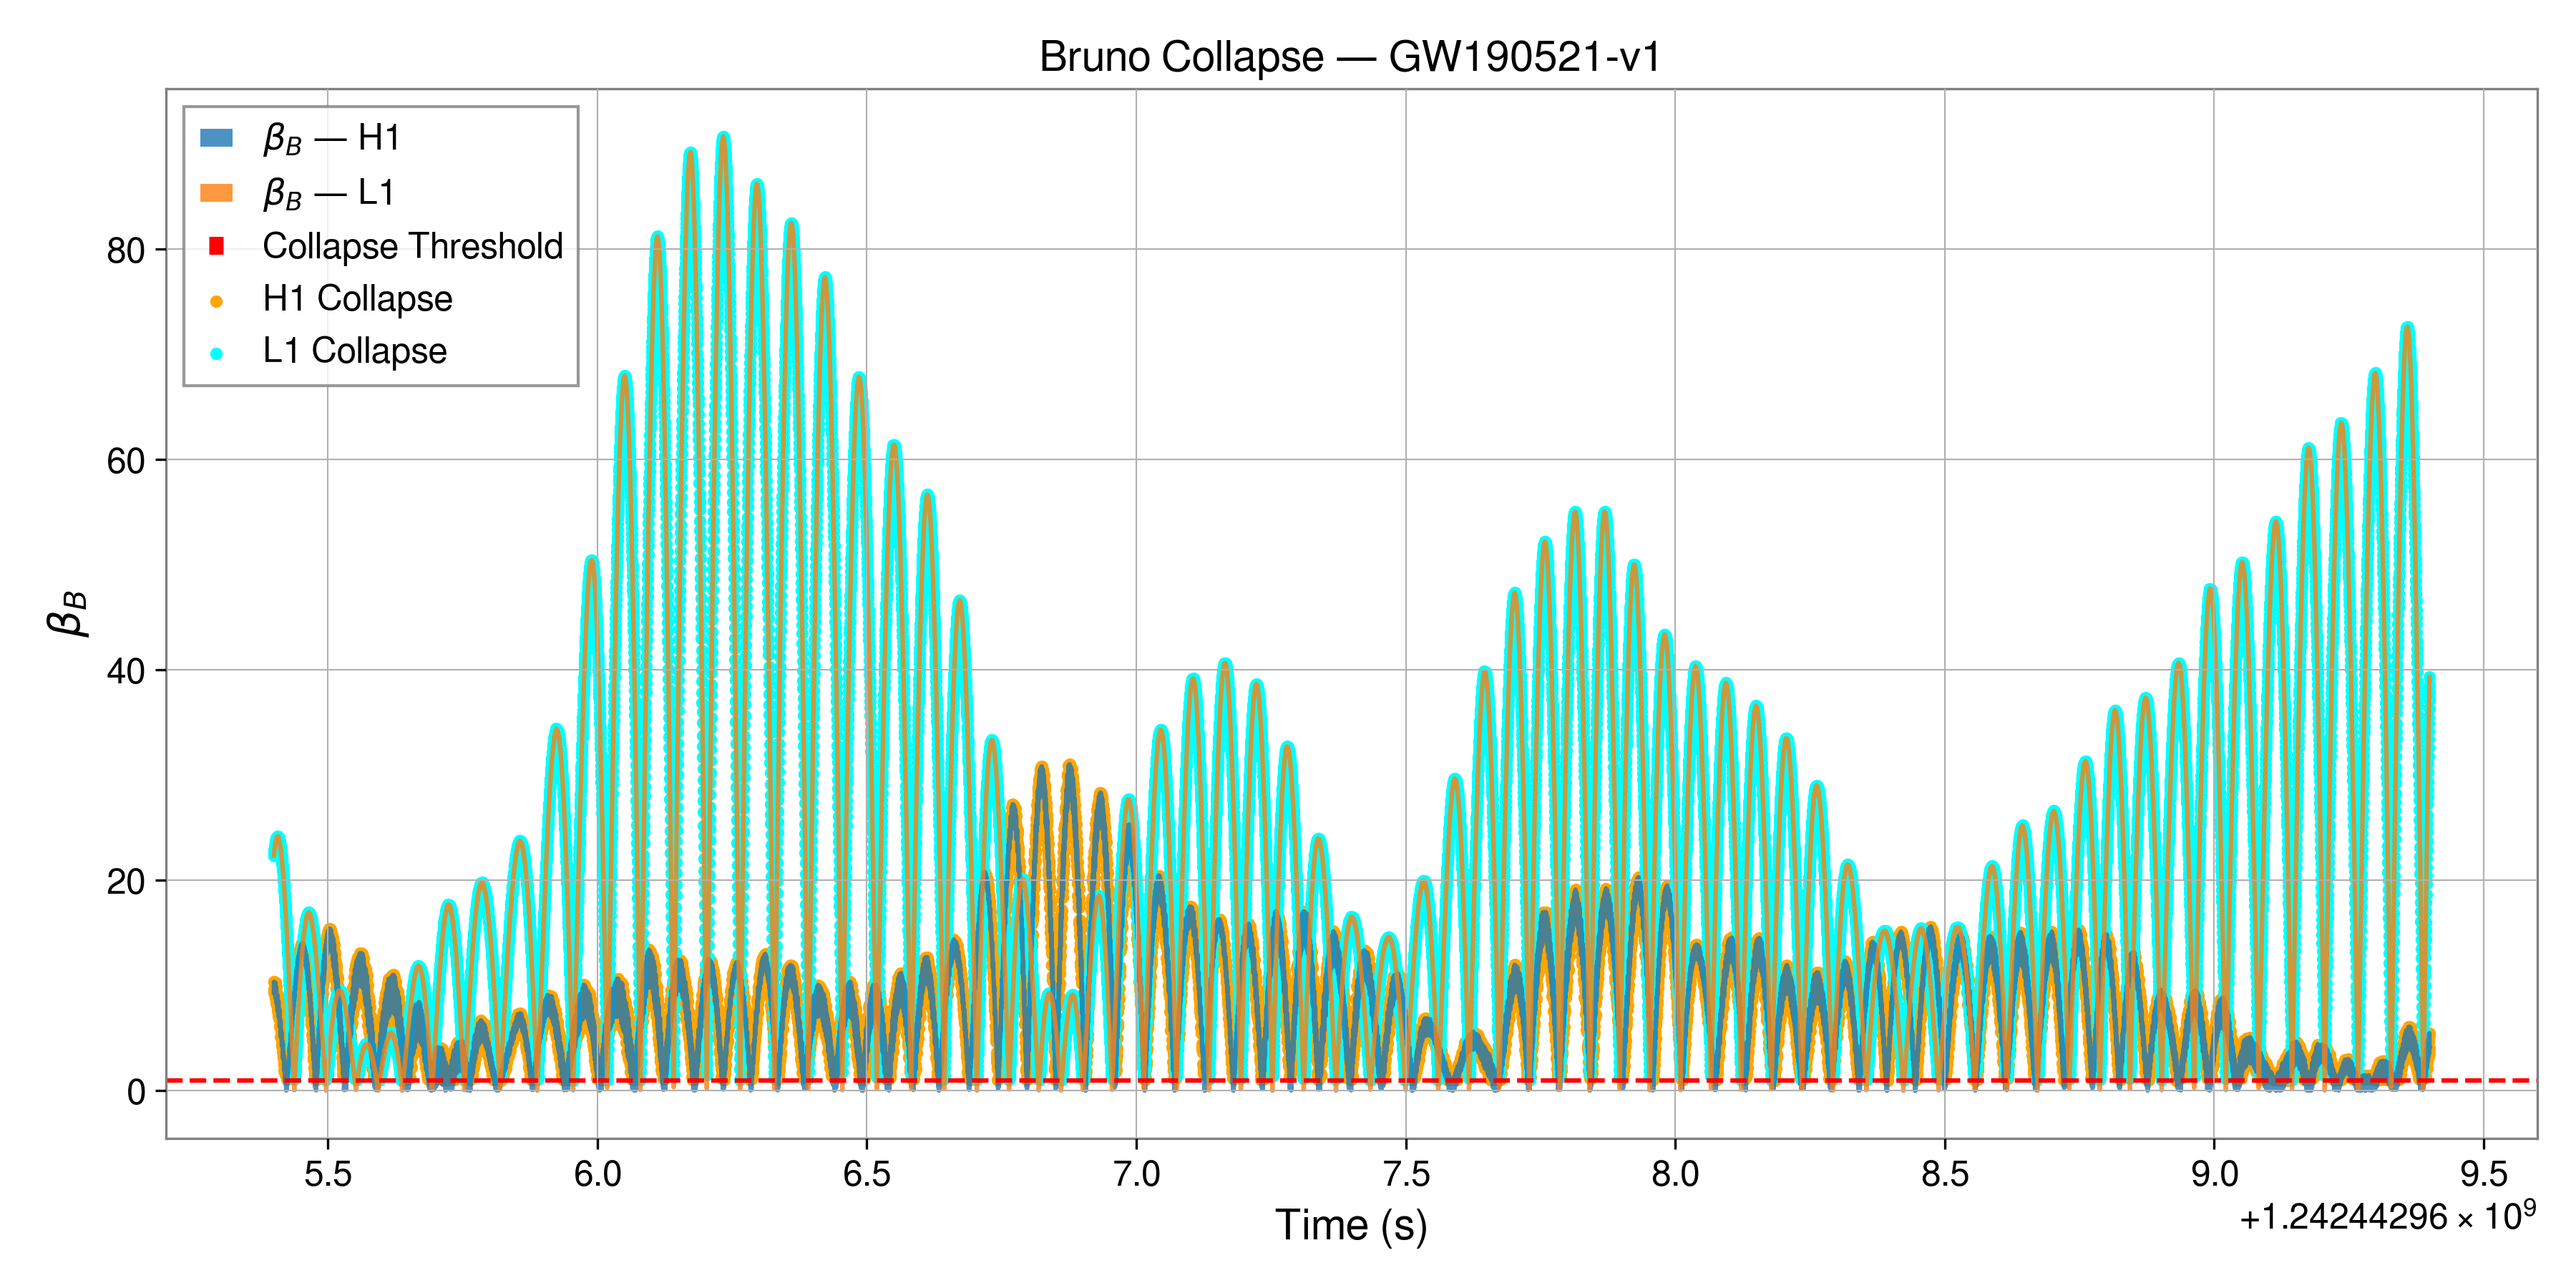 Bruno Collapse — GW190521-v1
β_B — H1
β_B — L1
Collapse Threshold
H1 Collapse
L1 Collapse
β_B
80
60
40
20
0
5.5 6.0 6.5 7.0 7.5 8.0 8.5 9.0 9.5
Time (s)
+1.24244296 × 10⁹